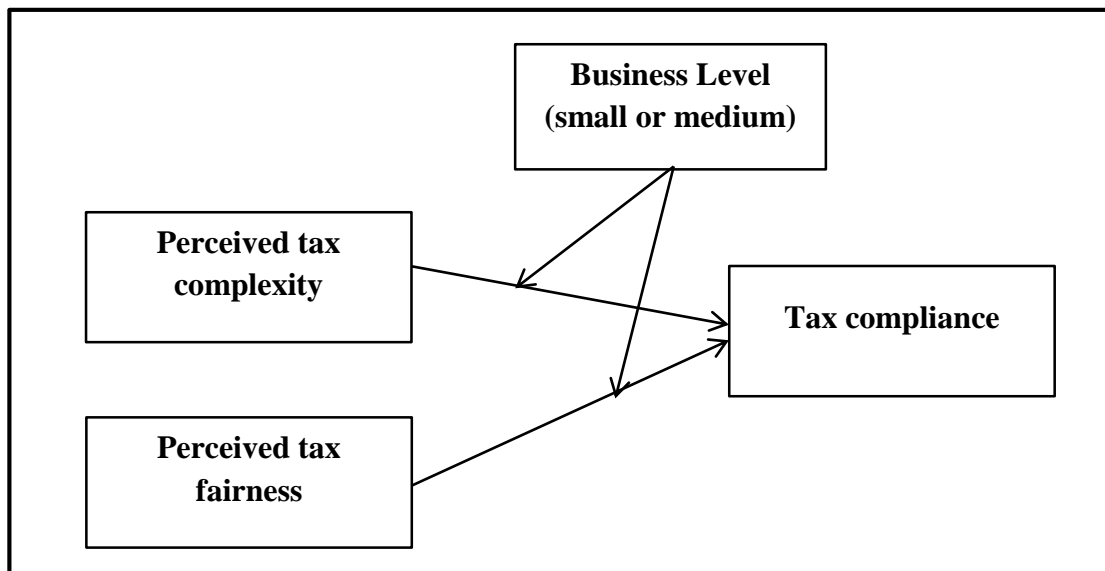 Business Level
(small or medium)
Perceived tax
complexity
Tax compliance
Perceived tax
fairness